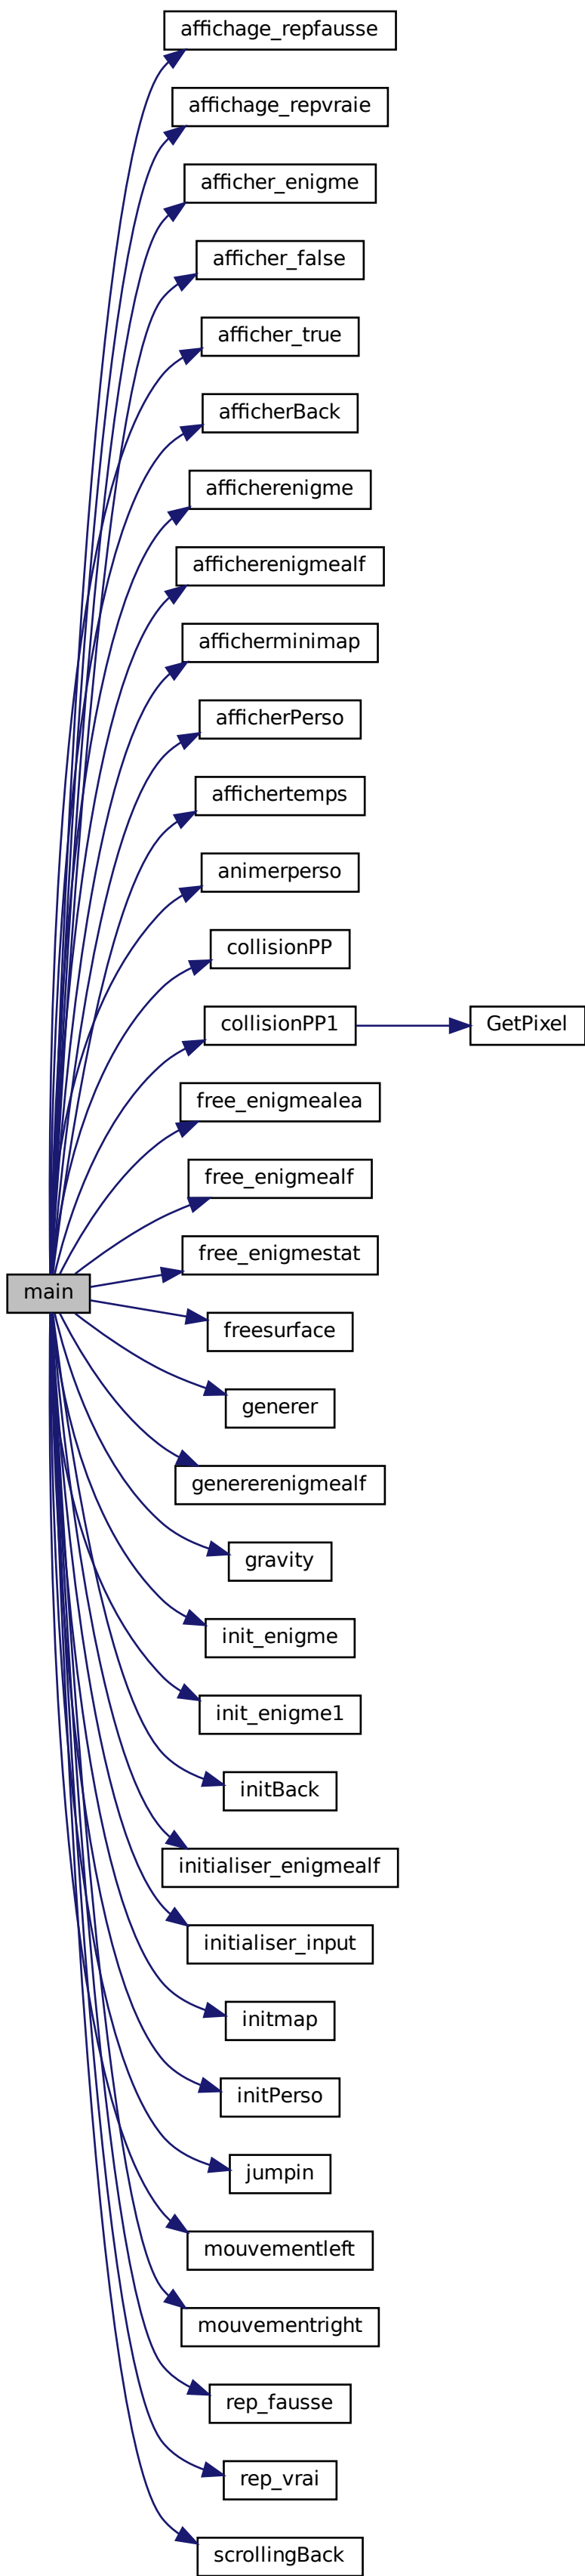 affichage_repfausse
affichage_repvraie
afficher_enigme
afficher_false
afficher_true
afficherBack
afficherenigme
afficherenigmealf
afficherminimap
afficherPerso
affichertemps
animerperso
collisionPP
collisionPP1
GetPixel
free_enigmealea
free_enigmealf
free_enigmestat
main
freesurface
generer
genererenigmealf
gravity
init_enigme
init_enigme1
initBack
initialiser_enigmealf
initialiser_input
initmap
initPerso
jumpin
mouvementleft
mouvementright
rep_fausse
rep_vrai
scrollingBack